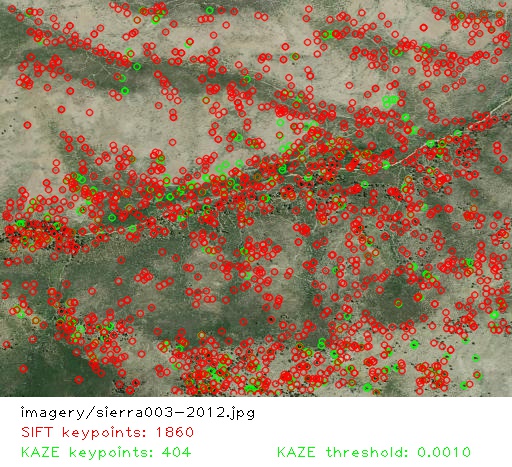 imagery/sierra003-2012.jpg
SIFT keypoints: 1860
KAZE keypoints: 404 KAZE threshold: 0.0010